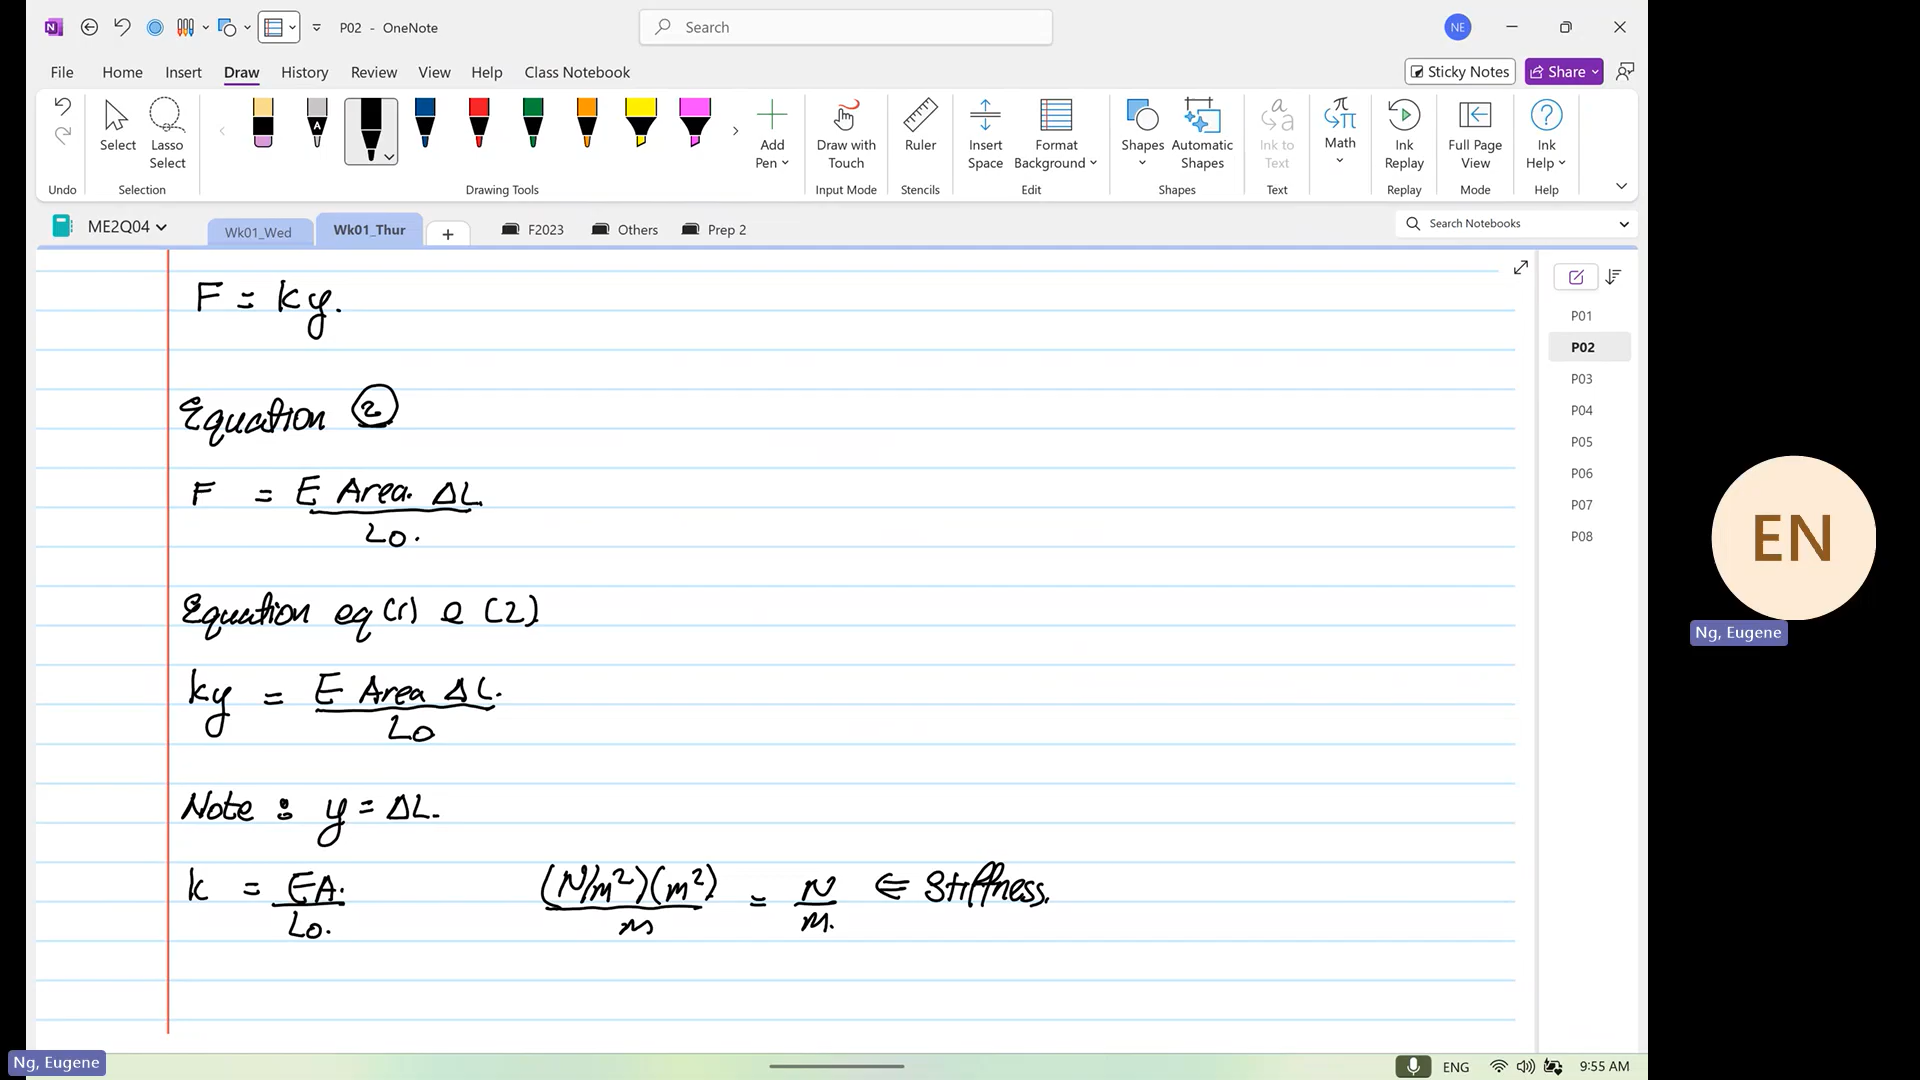 P02 - OneNote
Search
NE
File Home Insert Draw History Review View Help Class Notebook
Sticky Notes Share
A
Select
Lasso Select
Add Pen
Draw with Touch
Ruler
Insert Space
Format Background
Shapes
Automatic Shapes
Ink to Text
Math
Ink Replay
Full Page View
Ink Help
Undo Selection Drawing Tools Input Mode Stencils Edit Shapes Text Replay Mode Help
ME2Q04 Wk01_Wed Wk01_Thur + F2023 Others Prep 2
Search Notebooks
F = ky.
Equation ②
F = E Area. ΔL
Lo.
Equation eq (1) & (2)
ky = E Area ΔL.
Lo
Note : y = ΔL.
k = EA. (N/m²)(m²) = N ⇐ Stiffness.
Lo. m m.
P01
P02
P03
P04
P05
P06
P07
P08
EN
Ng, Eugene
Ng, Eugene
ENG 9:55 AM